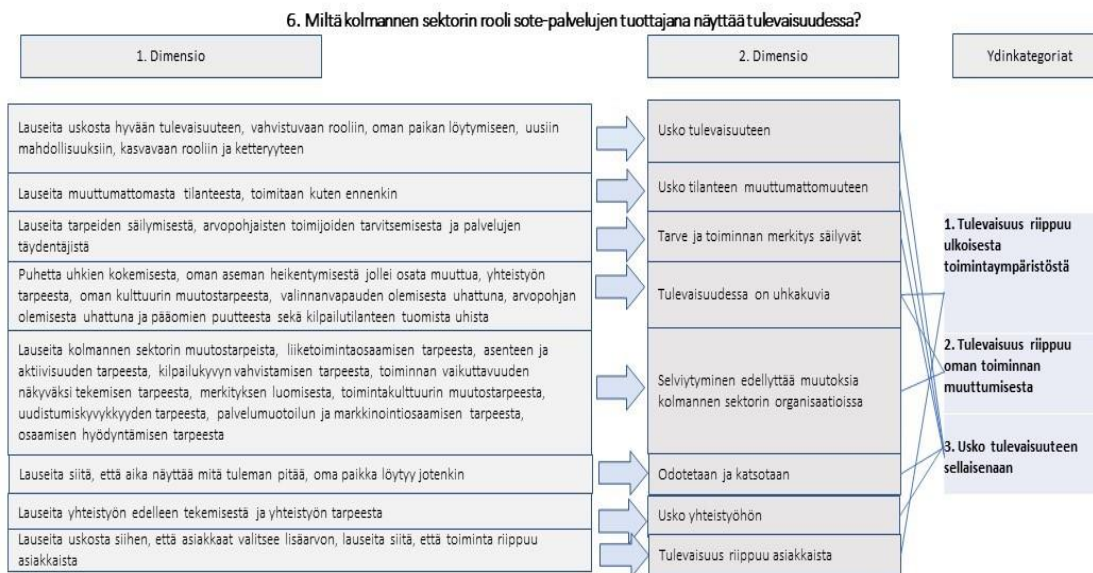 6. Miltä kolmannen sektorin rooli sote-palvelujen tuottajana näyttää tulevaisuudessa?
1. Dimensio
2. Dimensio
Ydinkategoriat
Lauseita uskosta hyvään tulevaisuuteen, vahvistuvaan rooliin, oman paikan löytymiseen, uusiin
mahdollisuuksiin, kasvavaan rooliin ja ketteryyteen
Usko tulevaisuuteen
Lauseita muuttumattomasta tilanteesta, toimitaan kuten ennenkin
Usko tilanteen muuttumattomuuteen
Lauseita tarpeiden säilymisestä, arvopohjaisten toimijoiden tarvitsemisesta ja palvelujen
täydentäjistä
Tarve ja toiminnan merkitys säilyvät
Puhetta uhkien kokemisesta, oman aseman heikentymisestä jollei osata muuttua, yhteistyön
tarpeesta, oman kulttuurin muutostarpeesta, valinnanvapauden olemisesta uhattuna, arvopohjan
olemisesta uhattuna ja pääomien puutteesta sekä kilpailutilanteen tuomista uhista
Tulevaisuudessa on uhkakuvia
Lauseita kolmannen sektorin muutostarpeista, liiketoimintaosaamisen tarpeesta, asenteen ja
aktiivisuuden tarpeesta, kilpailukyvyn vahvistamisen tarpeesta, toiminnan vaikuttavuuden
näkyväksi tekemisen tarpeesta, merkityksen luomisesta, toimintakulttuurin muutostarpeesta,
uudistumiskyvykkyyden tarpeesta, palvelumuotoilun ja markkinointiosaamisen tarpeesta,
osaamisen hyödyntämisen tarpeesta
Selviytyminen edellyttää muutoksia
kolmannen sektorin organisaatioissa
Lauseita siitä, että aika näyttää mitä tuleman pitää, oma paikka löytyy jotenkin
Odotetaan ja katsotaan
Lauseita yhteistyön edelleen tekemisestä ja yhteistyön tarpeesta
Usko yhteistyöhön
Lauseita uskosta siihen, että asiakkaat valitsee lisäarvon, lauseita siitä, että toiminta riippuu
asiakkaista
Tulevaisuus riippuu asiakkaista
1. Tulevaisuus riippuu
ulkoisesta
toimintaympäristöstä
2. Tulevaisuus riippuu
oman toiminnan
muuttumisesta
3. Usko tulevaisuuteen
sellaisenaan